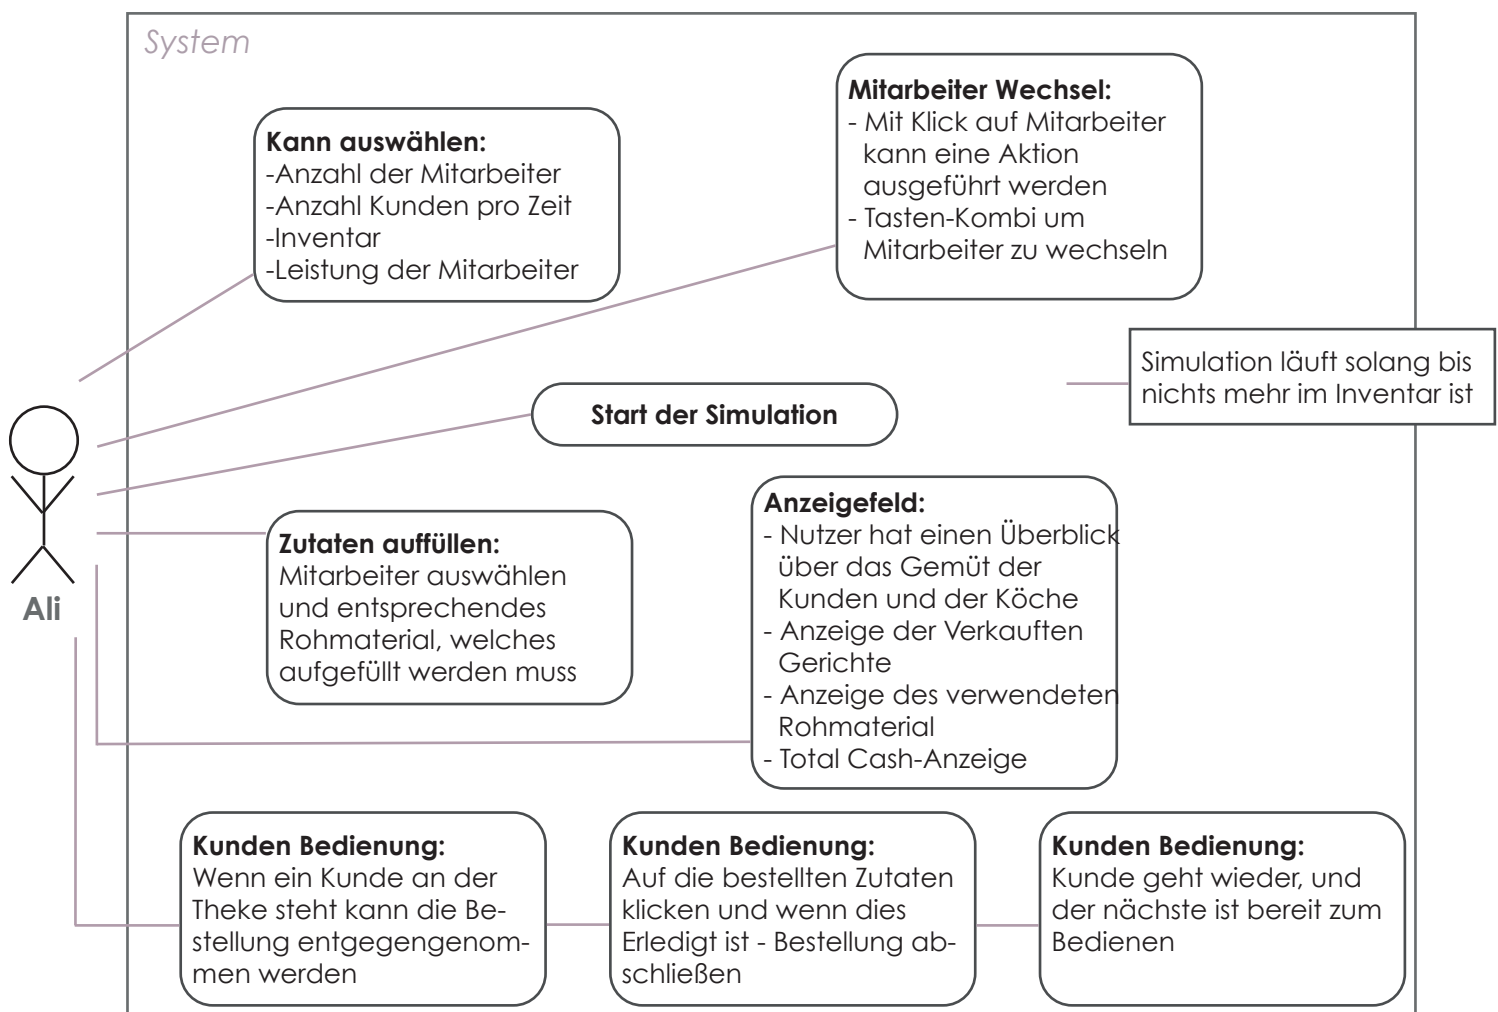 System
Kann auswählen:
-Anzahl der Mitarbeiter
-Anzahl Kunden pro Zeit
-Inventar
-Leistung der Mitarbeiter
Mitarbeiter Wechsel:
- Mit Klick auf Mitarbeiter
kann eine Aktion
ausgeführt werden
- Tasten-Kombi um
Mitarbeiter zu wechseln
Simulation läuft solang bis
nichts mehr im Inventar ist
Start der Simulation
Ali
Zutaten auffüllen:
Mitarbeiter auswählen
und entsprechendes
Rohmaterial, welches
aufgefüllt werden muss
Anzeigefeld:
- Nutzer hat einen Überblick
über das Gemüt der
Kunden und der Köche
- Anzeige der Verkauften
Gerichte
- Anzeige des verwendeten
Rohmaterial
- Total Cash-Anzeige
Kunden Bedienung:
Wenn ein Kunde an der
Theke steht kann die Be-
stellung entgegengenom-
men werden
Kunden Bedienung:
Auf die bestellten Zutaten
klicken und wenn dies
Erledigt ist - Bestellung ab-
schließen
Kunden Bedienung:
Kunde geht wieder, und
der nächste ist bereit zum
Bedienen